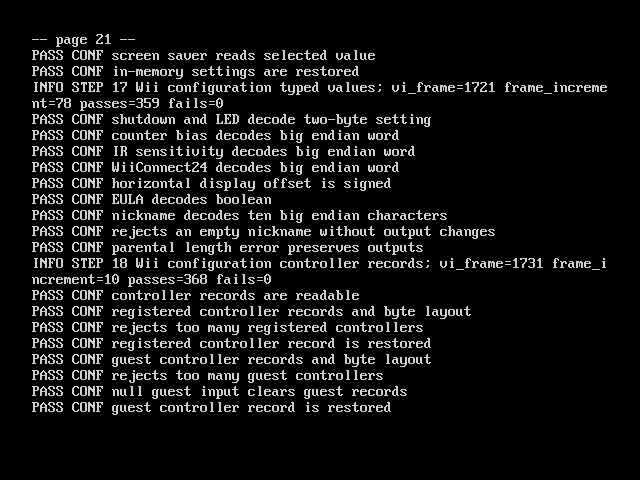 -- page 21 --
PASS CONF screen saver reads selected value
PASS CONF in-memory settings are restored
INFO STEP 17 Wii configuration typed values; vi_frame=1721 frame_increme
nt=78 passes=359 fails=0
PASS CONF shutdown and LED decode two-byte setting
PASS CONF counter bias decodes big endian word
PASS CONF IR sensitivity decodes big endian word
PASS CONF WiiConnect24 decodes big endian word
PASS CONF horizontal display offset is signed
PASS CONF EULA decodes boolean
PASS CONF nickname decodes ten big endian characters
PASS CONF rejects an empty nickname without output changes
PASS CONF parental length error preserves outputs
INFO STEP 18 Wii configuration controller records; vi_frame=1731 frame_i
ncrement=10 passes=368 fails=0
PASS CONF controller records are readable
PASS CONF registered controller records and byte layout
PASS CONF rejects too many registered controllers
PASS CONF registered controller record is restored
PASS CONF guest controller records and byte layout
PASS CONF rejects too many guest controllers
PASS CONF null guest input clears guest records
PASS CONF guest controller record is restored